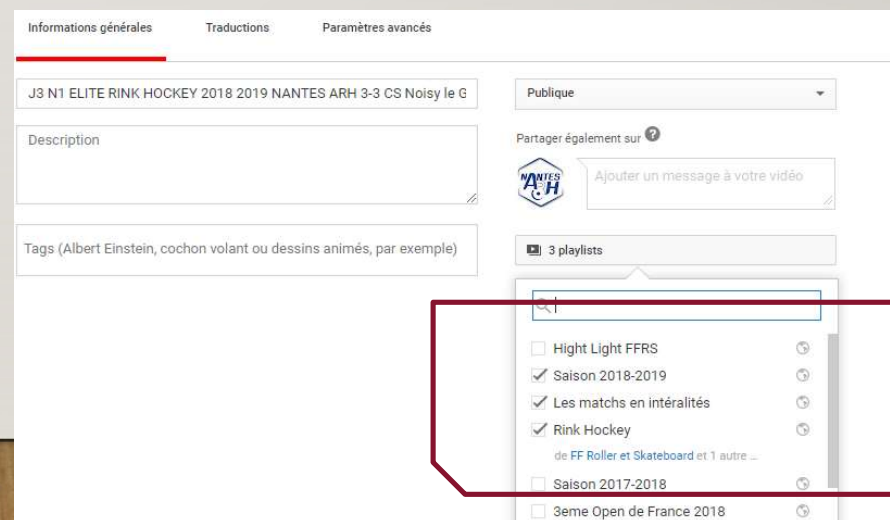 Informations générales Traductions Paramètres avancés
J3 N1 ELITE RINK HOCKEY 2018 2019 NANTES ARH 3-3 CS Noisy le G
Publique
Description
Partager également sur ?
NANTES
ARH
Ajouter un message à votre vidéo
Tags (Albert Einstein, cochon volant ou dessins animés, par exemple)
3 playlists
Hight Light FFRS
Saison 2018-2019
Les matchs en intéralités
Rink Hockey
de FF Roller et Skateboard et 1 autre ...
Saison 2017-2018
3eme Open de France 2018